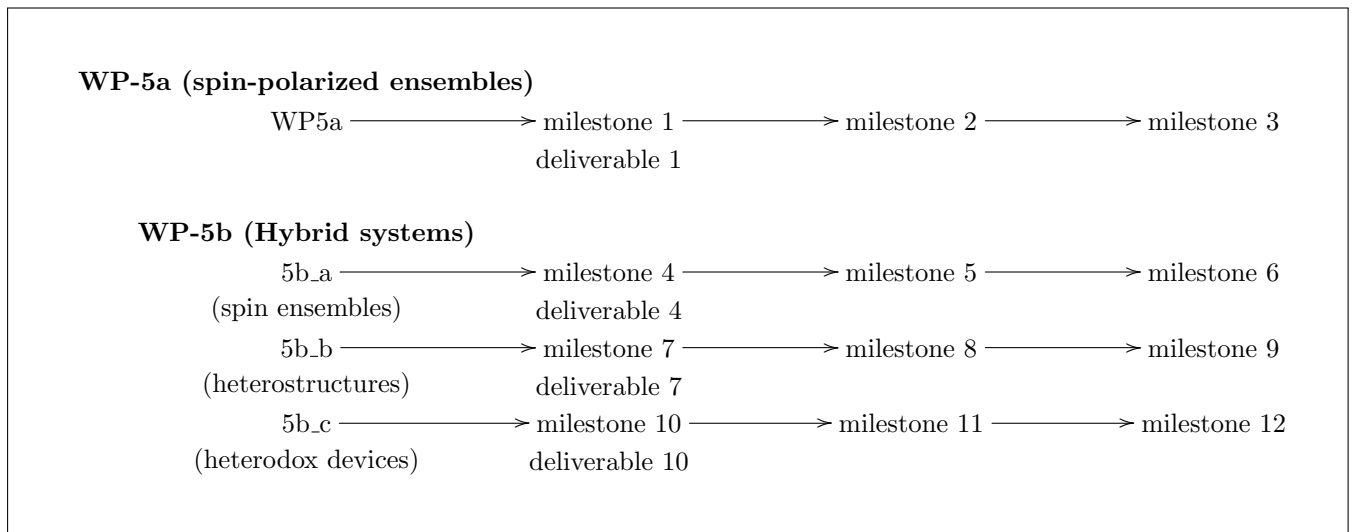 WP-5a (spin-polarized ensembles)
WP5a milestone 1 milestone 2 milestone 3
deliverable 1
WP-5b (Hybrid systems)
5b_a milestone 4 milestone 5 milestone 6
(spin ensembles) deliverable 4
5b_b milestone 7 milestone 8 milestone 9
(heterostructures) deliverable 7
5b_c milestone 10 milestone 11 milestone 12
(heterodox devices) deliverable 10